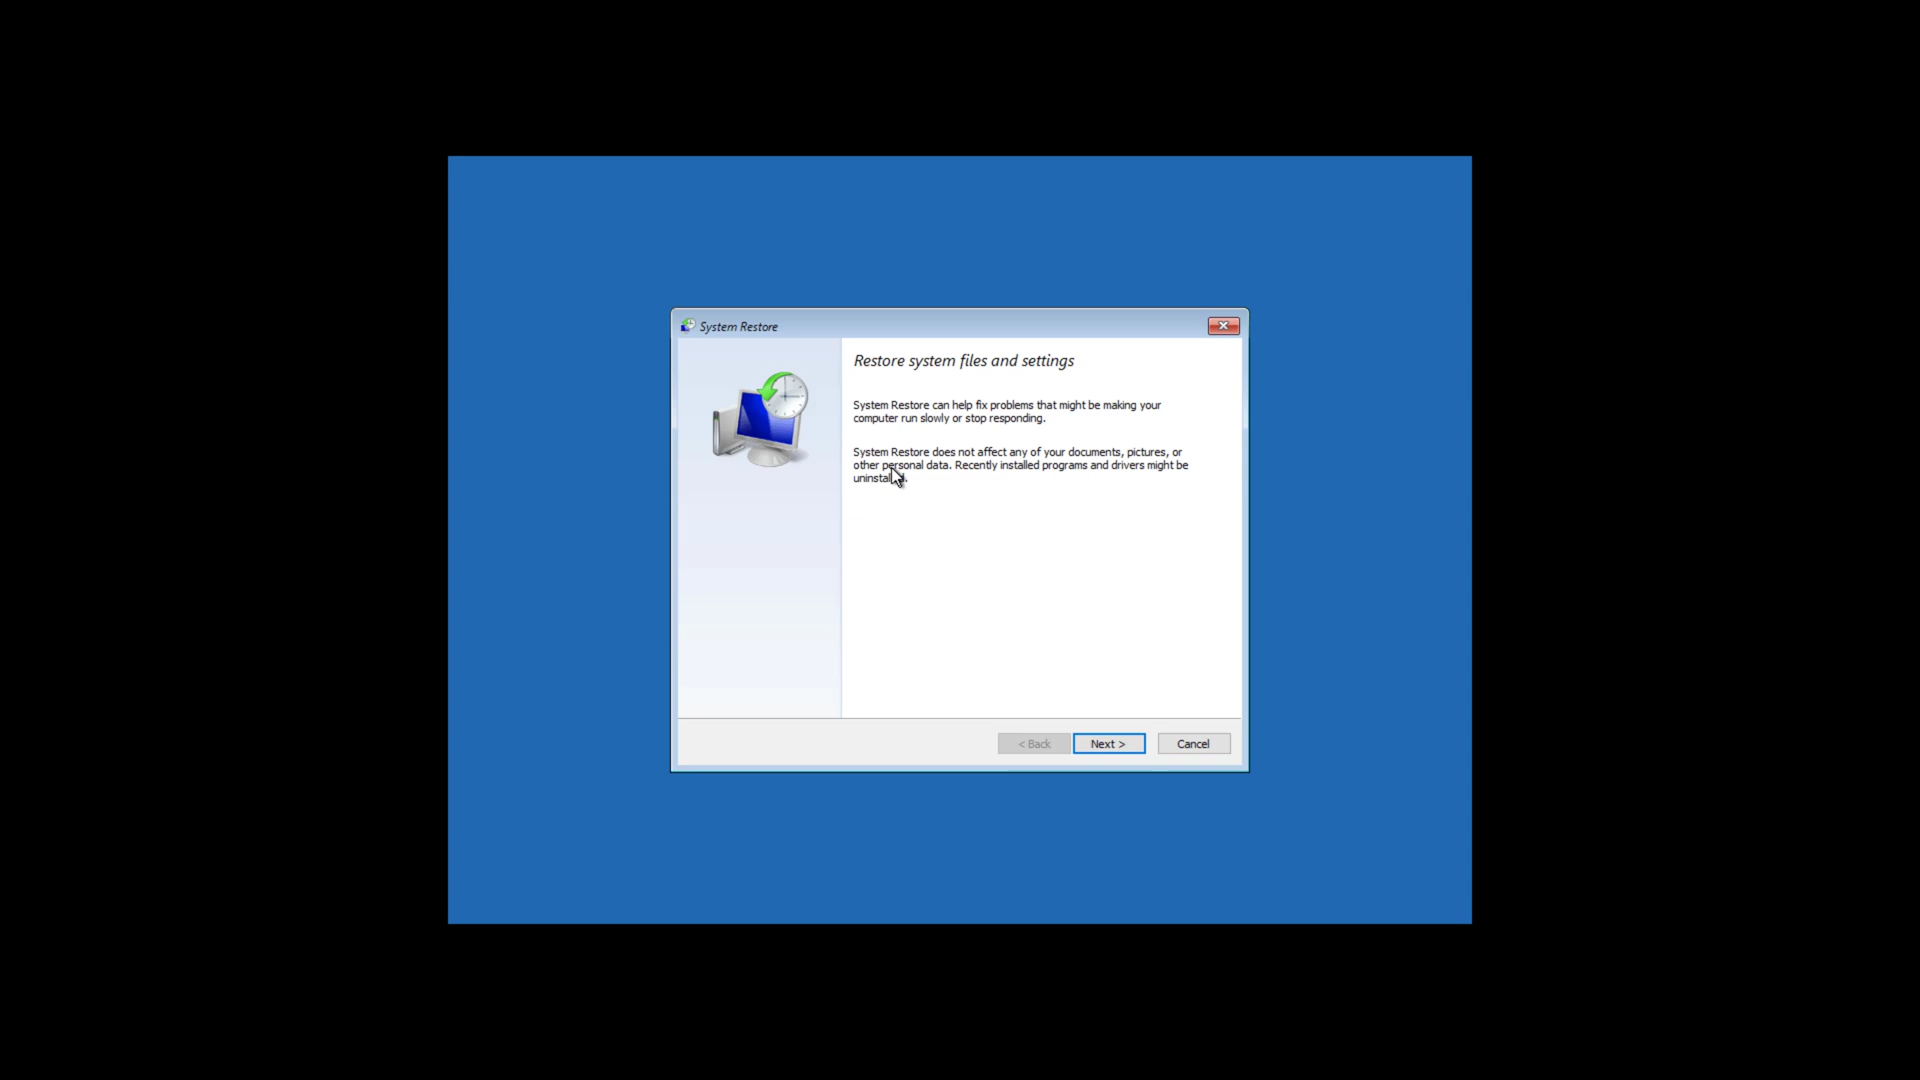 System Restore
Restore system files and settings
System Restore can help fix problems that might be making your
computer run slowly or stop responding.
System Restore does not affect any of your documents, pictures, or
other personal data. Recently installed programs and drivers might be
< Back
Next >
Cancel